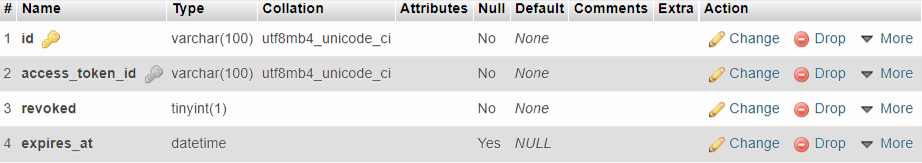 # Name Type Collation Attributes Null Default Comments Extra Action
1 id varchar(100) utf8mb4_unicode_ci No None Change Drop More
2 access_token_id varchar(100) utf8mb4_unicode_ci No None Change Drop More
3 revoked tinyint(1) No None Change Drop More
4 expires_at datetime Yes NULL Change Drop More